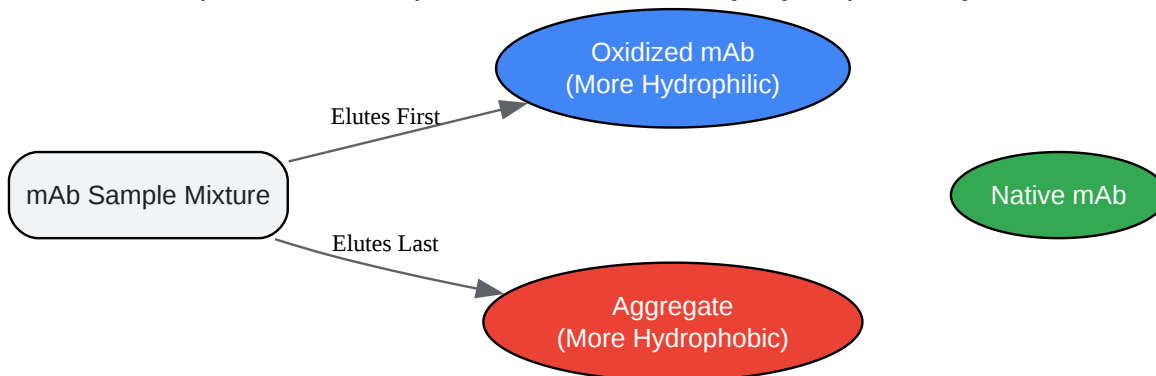 mAb Sample Mixture
Elutes First
Elutes Last
Oxidized mAb
(More Hydrophilic)
Aggregate
(More Hydrophobic)
Native mAb